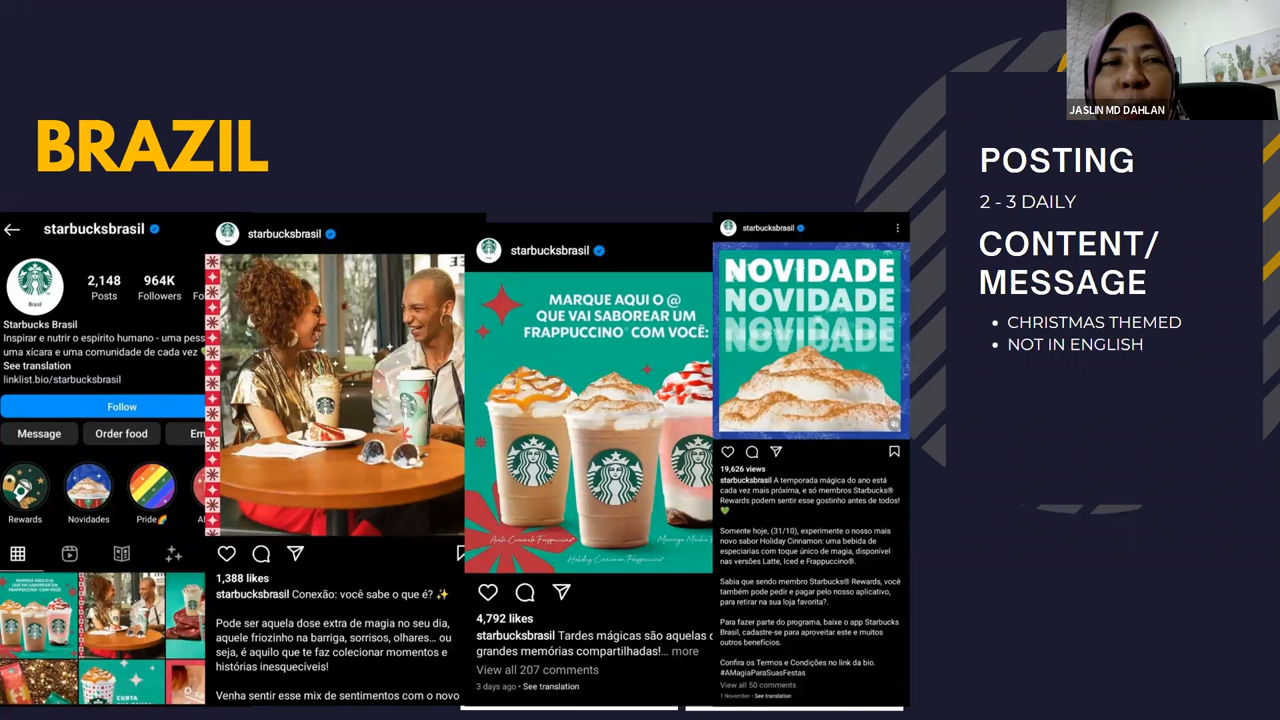 JASLIN MD DAHLAN
BRAZIL
POSTING
2 - 3 DAILY
CONTENT/
MESSAGE
CHRISTMAS THEMED
NOT IN ENGLISH
starbucksbrasil
2,148
964K
Posts
Followers
Fo
Brasil
Starbucks Brasil
Inspirar e nutrir o espírito humano - uma pess
uma xícara e uma comunidade de cada vez
See translation
linklist.bio/starbucksbrasil
Follow
Message
Order food
Em
Rewards
Novidades
Pride
starbucksbrasil
1,388 likes
starbucksbrasil Conexão: você sabe o que é? ✨
Pode ser aquela dose extra de magia no seu dia,
aquele friozinho na barriga, sorrisos, olhares... ou
seja, é aquilo que te faz colecionar momentos e
histórias inesquecíveis!
Venha sentir esse mix de sentimentos com o novo
starbucksbrasil
MARQUE AQUI O @
QUE VAI SABOREAR UM
FRAPPUCCINO® COM VOCÊ:
Holiday Cinnamon Frappuccino®
4,792 likes
starbucksbrasil Tardes mágicas são aquelas c
grandes memórias compartilhadas!... more
View all 207 comments
3 days ago · See translation
starbucksbrasil
NOVIDADE
NOVIDADE
NOVIDADE
19,626 views
starbucksbrasil A temporada mágica do ano está
cada vez mais próxima, e só membros Starbucks®
Rewards podem sentir esse gostinho antes de todos!
💚
Somente hoje, (31/10), experimente o nosso mais
novo sabor Holiday Cinnamon: uma bebida de
especiarias com toque único de magia, disponível
nas versões Latte, Iced e Frappuccino®.
Sabia que sendo membro Starbucks® Rewards, você
também pode pedir e pagar pelo nosso aplicativo,
para retirar na sua loja favorita?.
Para fazer parte do programa, baixe o app Starbucks
Brasil, cadastre-se para aproveitar este e muitos
outros benefícios.
Confira os Termos e Condições no link da bio.
#AMagiaParaSuasFestas
View all 50 comments
1 November · See translation